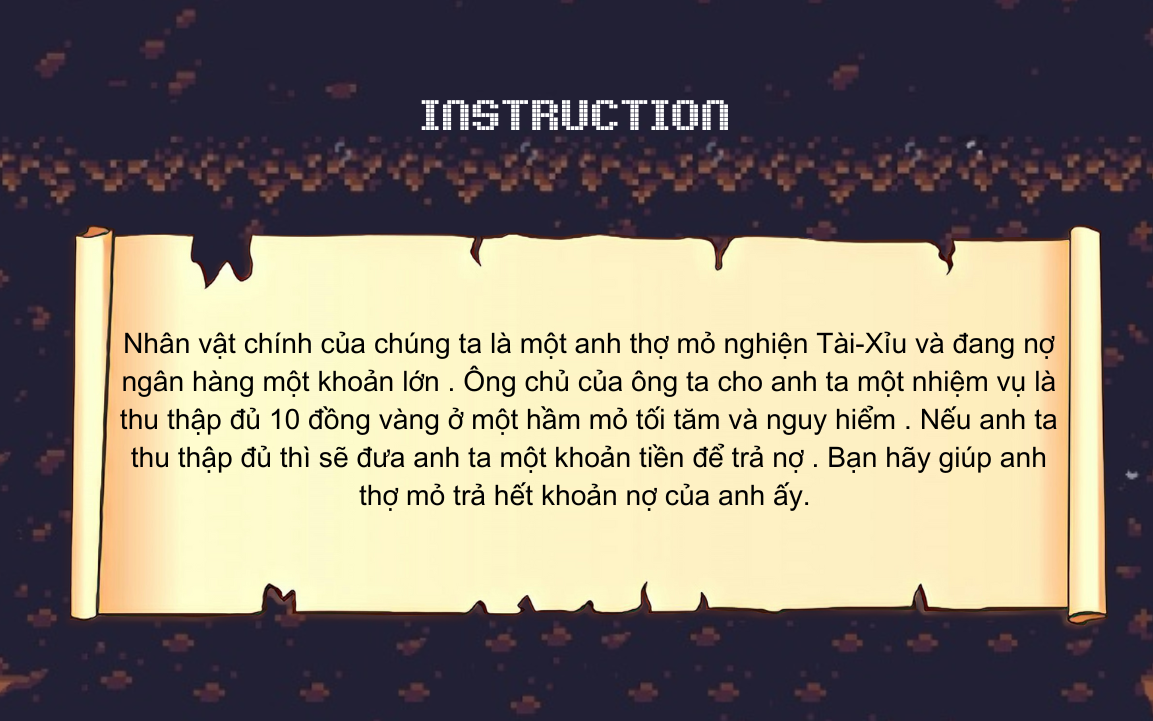 INSTRUCTION
Nhân vật chính của chúng ta là một anh thợ mỏ nghiện Tài-Xỉu và đang nợ
ngân hàng một khoản lớn . Ông chủ của ông ta cho anh ta một nhiệm vụ là
thu thập đủ 10 đồng vàng ở một hầm mỏ tối tăm và nguy hiểm . Nếu anh ta
thu thập đủ thì sẽ đưa anh ta một khoản tiền để trả nợ . Bạn hãy giúp anh
thợ mỏ trả hết khoản nợ của anh ấy.